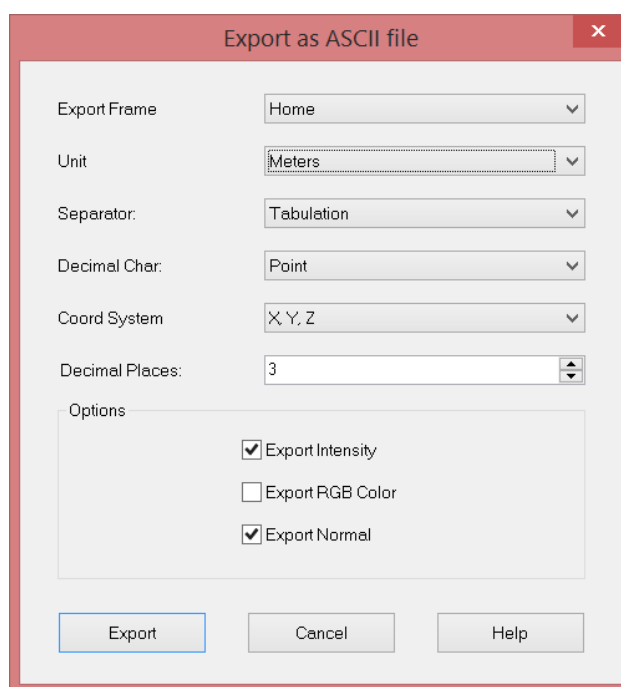 Export as ASCII file
x
Export Frame Home
Unit Meters
Separator: Tabulation
Decimal Char: Point
Coord System X, Y, Z
Decimal Places: 3
Options
Export Intensity
Export RGB Color
Export Normal
Export Cancel Help